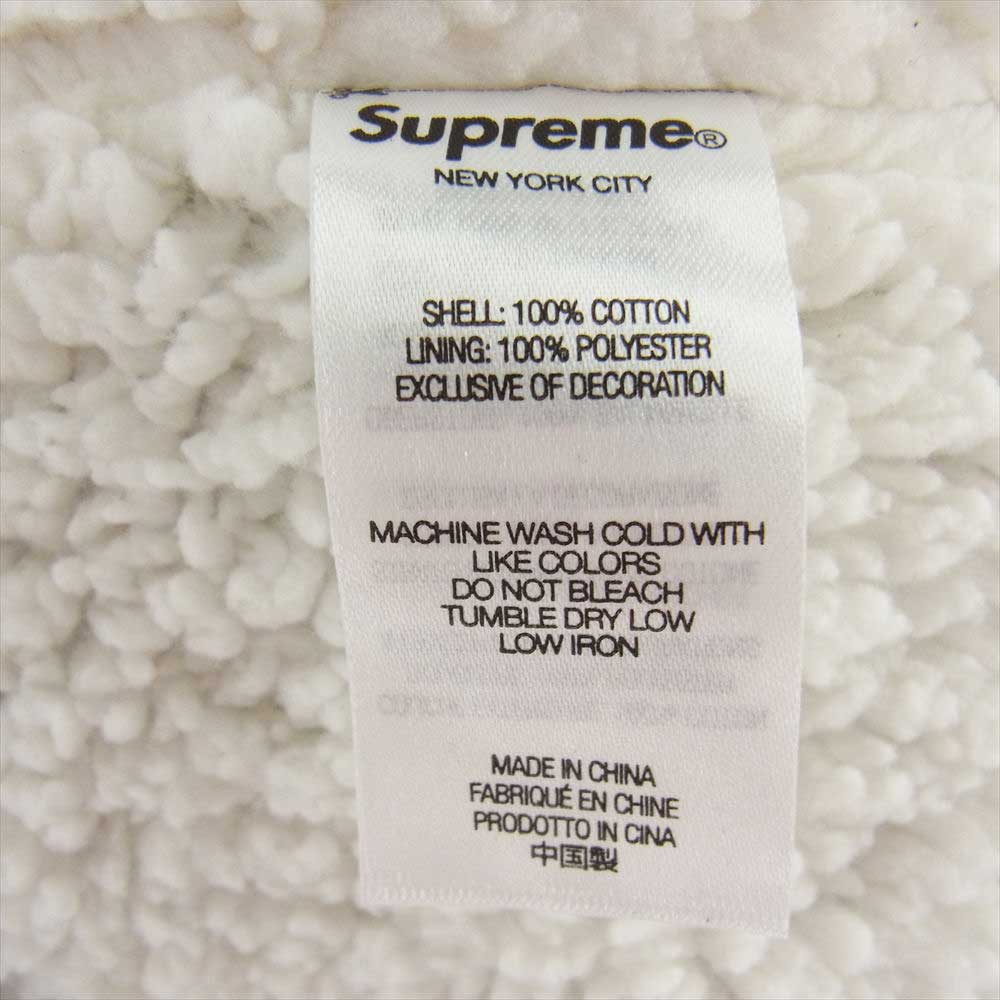 Supreme®
NEW YORK CITY
SHELL: 100% COTTON
LINING: 100% POLYESTER
EXCLUSIVE OF DECORATION
MACHINE WASH COLD WITH
LIKE COLORS
DO NOT BLEACH
TUMBLE DRY LOW
LOW IRON
MADE IN CHINA
FABRIQUÉ EN CHINE
PRODOTTO IN CINA
中国製